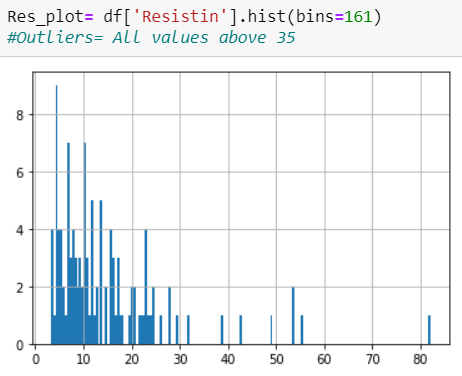 Res_plot= df['Resistin'].hist(bins=161)
#Outliers= All values above 35
8
6
4
2
0
0 10 20 30 40 50 60 70 80